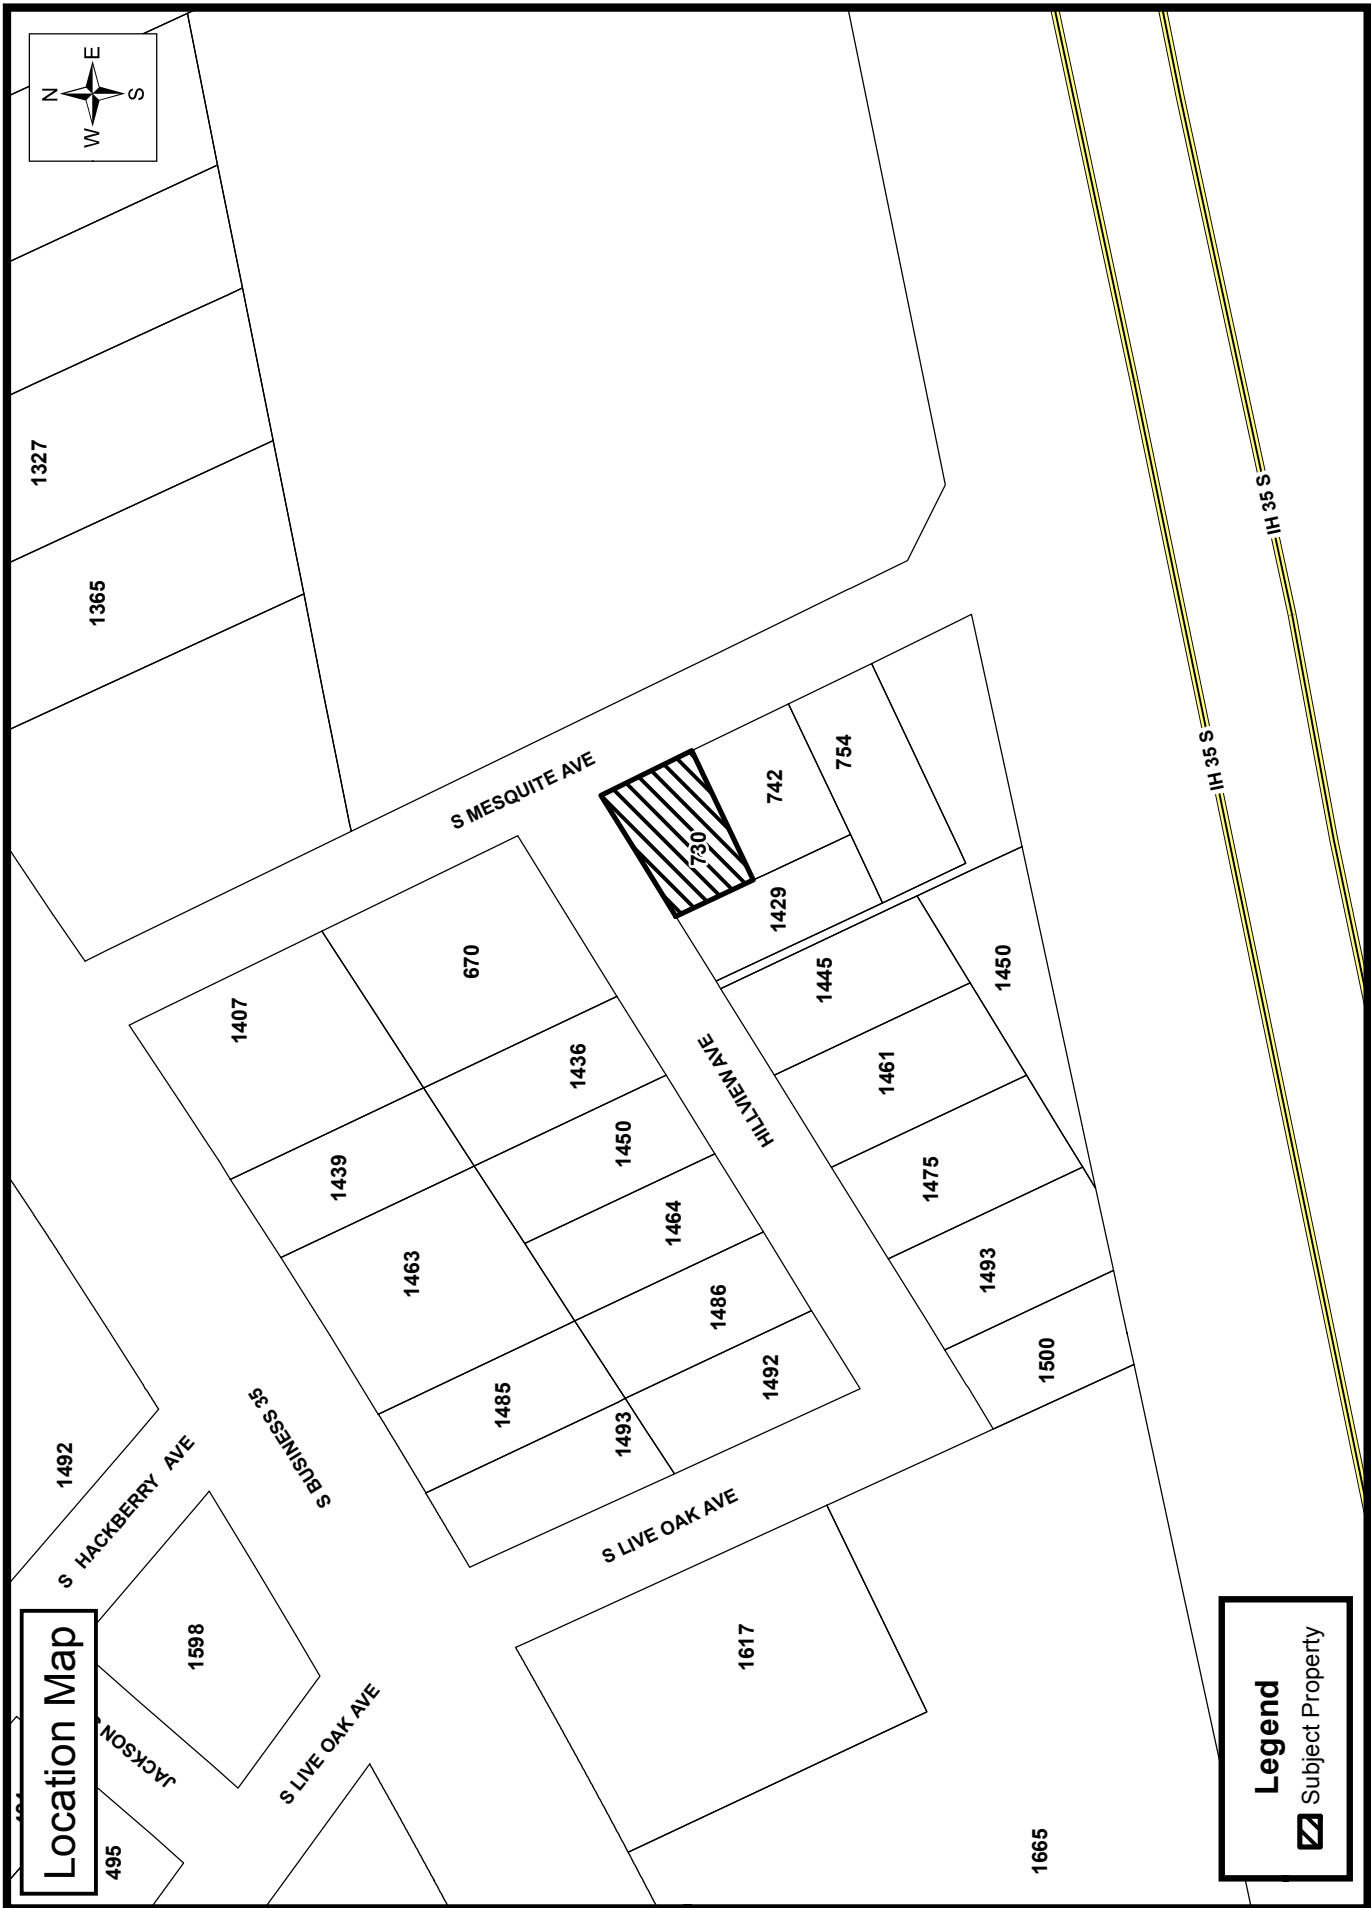 Location Map
N
W
E
S
1327
1365
495
1492
S HACKBERRY AVE
1598
JACKSON
S LIVE OAK AVE
S BUSINESS 35
1407
1439
1463
1485
1493
670
1436
1450
1464
1486
1492
S MESQUITE AVE
S LIVE OAK AVE
HILLVIEW AVE
730
742
754
1429
1445
1461
1475
1493
1500
1450
1617
1665
IH 35 S
IH 35 S
Legend
Subject Property